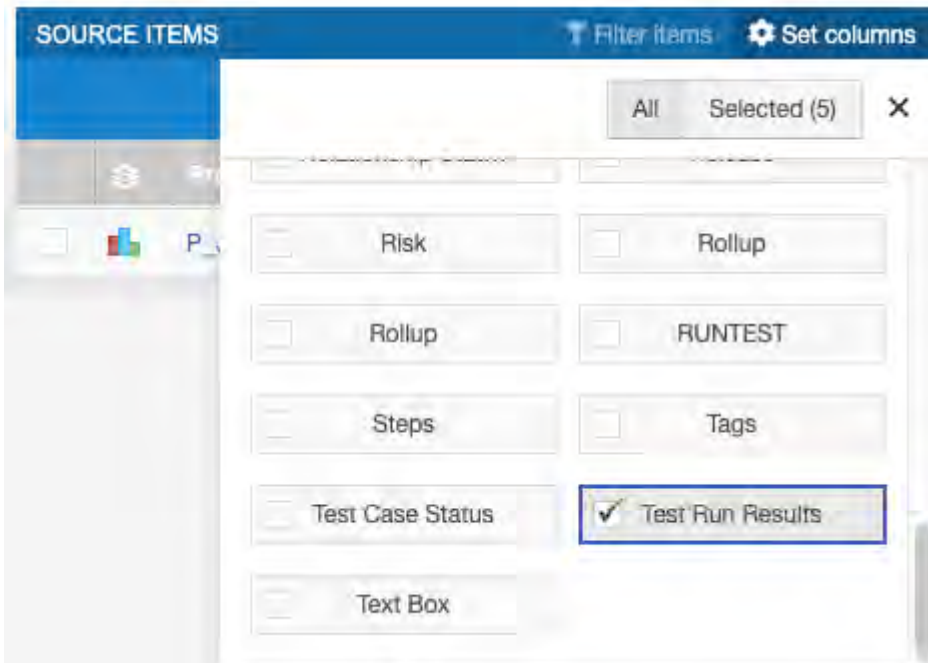 SOURCE ITEMS Filter items Set columns
All Selected (5)
Risk Rollup
Rollup RUNTEST
P_
Steps Tags
Test Case Status Test Run Results
Text Box